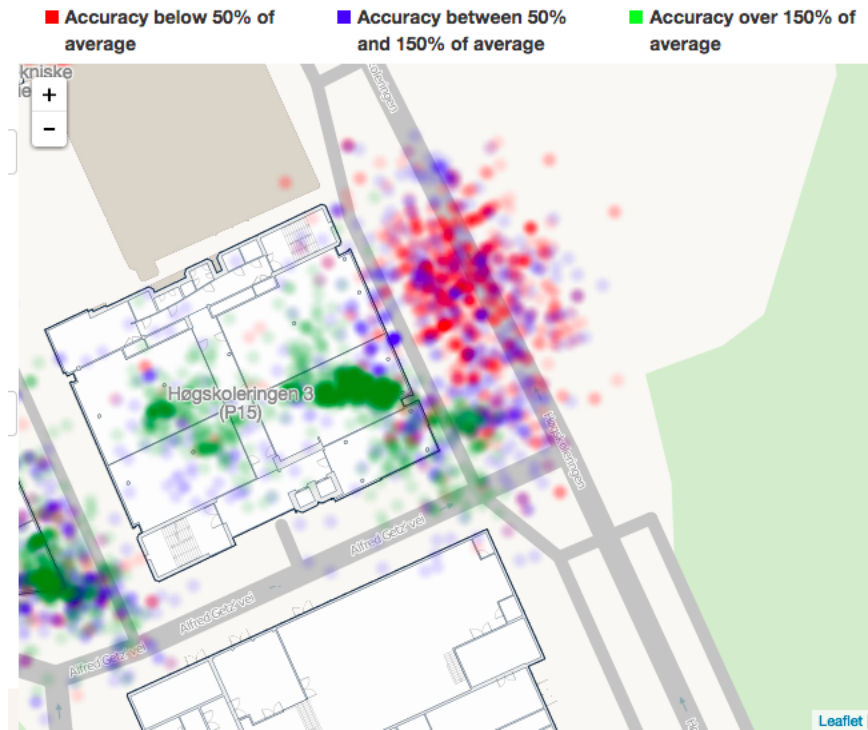 Accuracy below 50% of
average
Accuracy between 50%
and 150% of average
Accuracy over 150% of
average
kniske
+
−
Høgskoleringen 3
(P15)
Høgskoleringen
Alfred Getz' vei
Alfred Getz' vei
Alfred Getz' vei
Leaflet